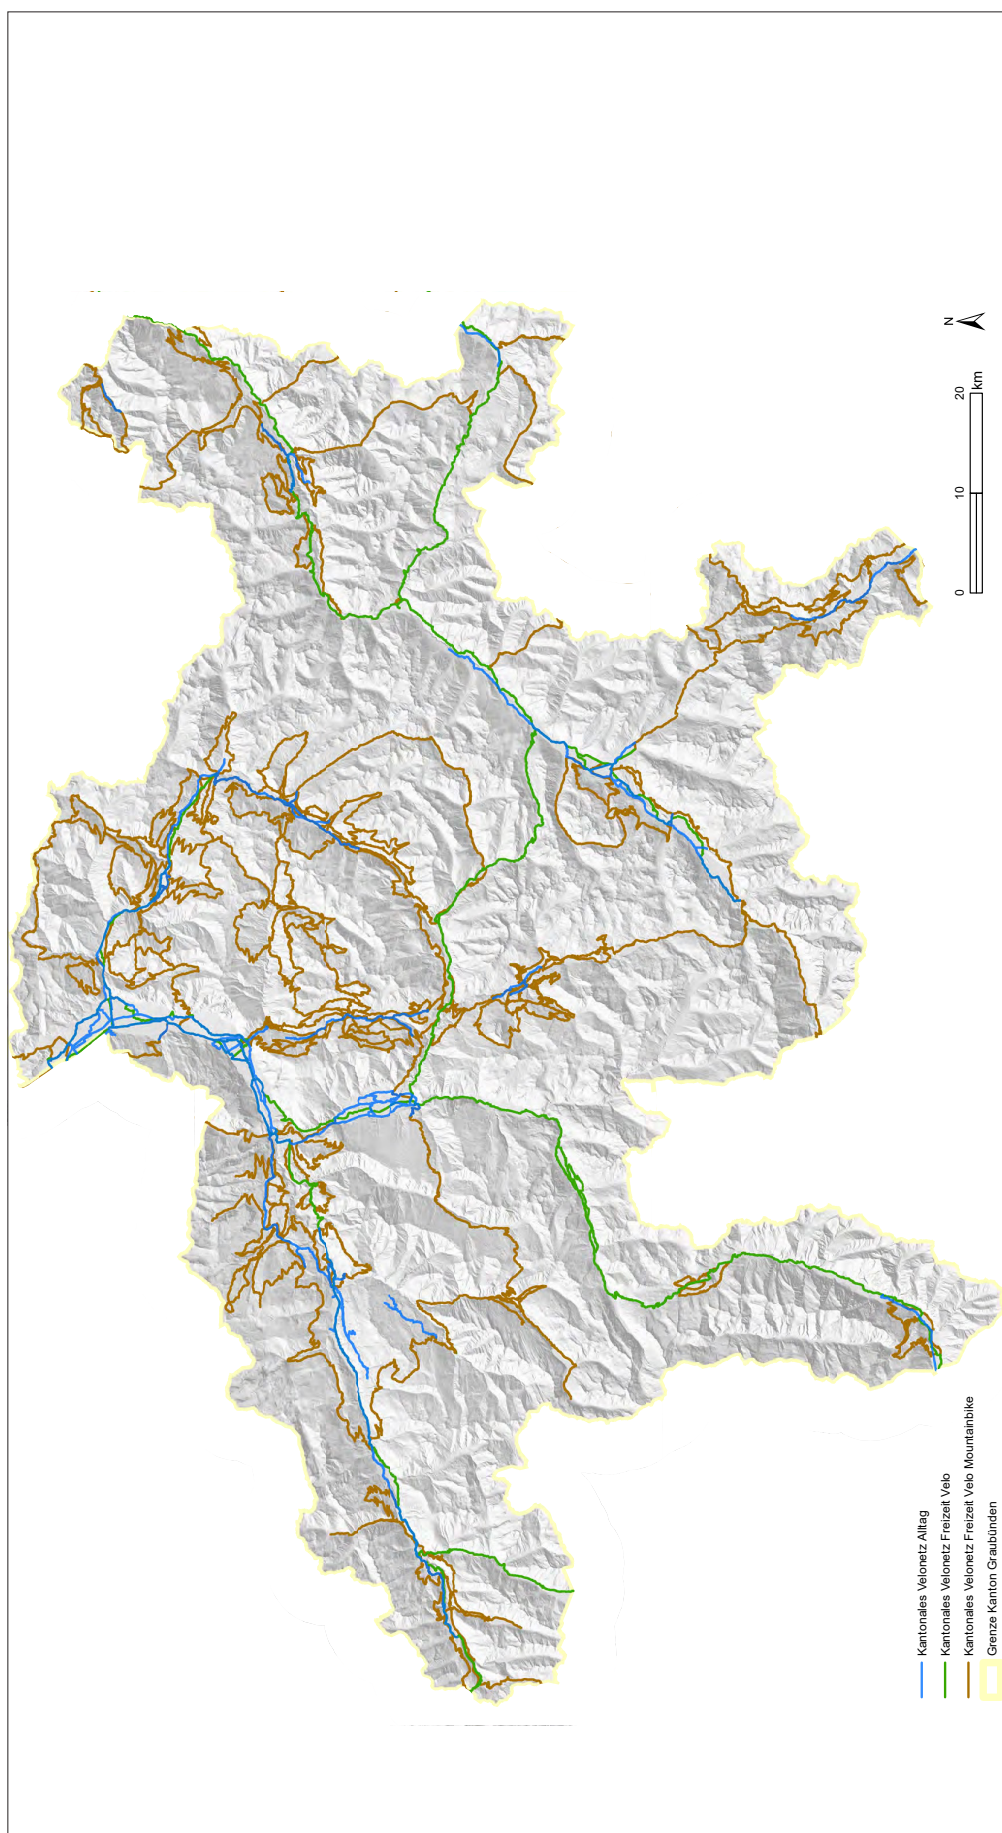 Kantonales Velonetz Alltag
Kantonales Velonetz Freizeit Velo
Kantonales Velonetz Freizeit Velo Mountainbike
Grenze Kanton Graubünden
0 10 20
km
N